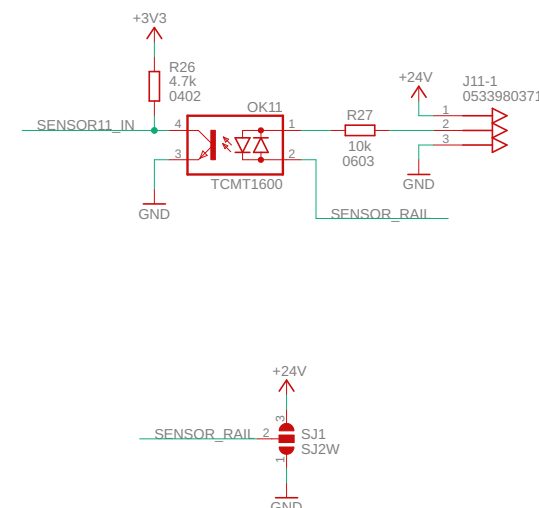 +3V3
R26
4.7k
0402
+24V
J11-1
0533980371
OK11
R27
SENSOR11_IN
4
1
1
2
3
10k
0603
3
2
TCMT1600
GND
GND
SENSOR_RAIL
+24V
3
SENSOR_RAIL
2
SJ1
SJ2W
1
GND